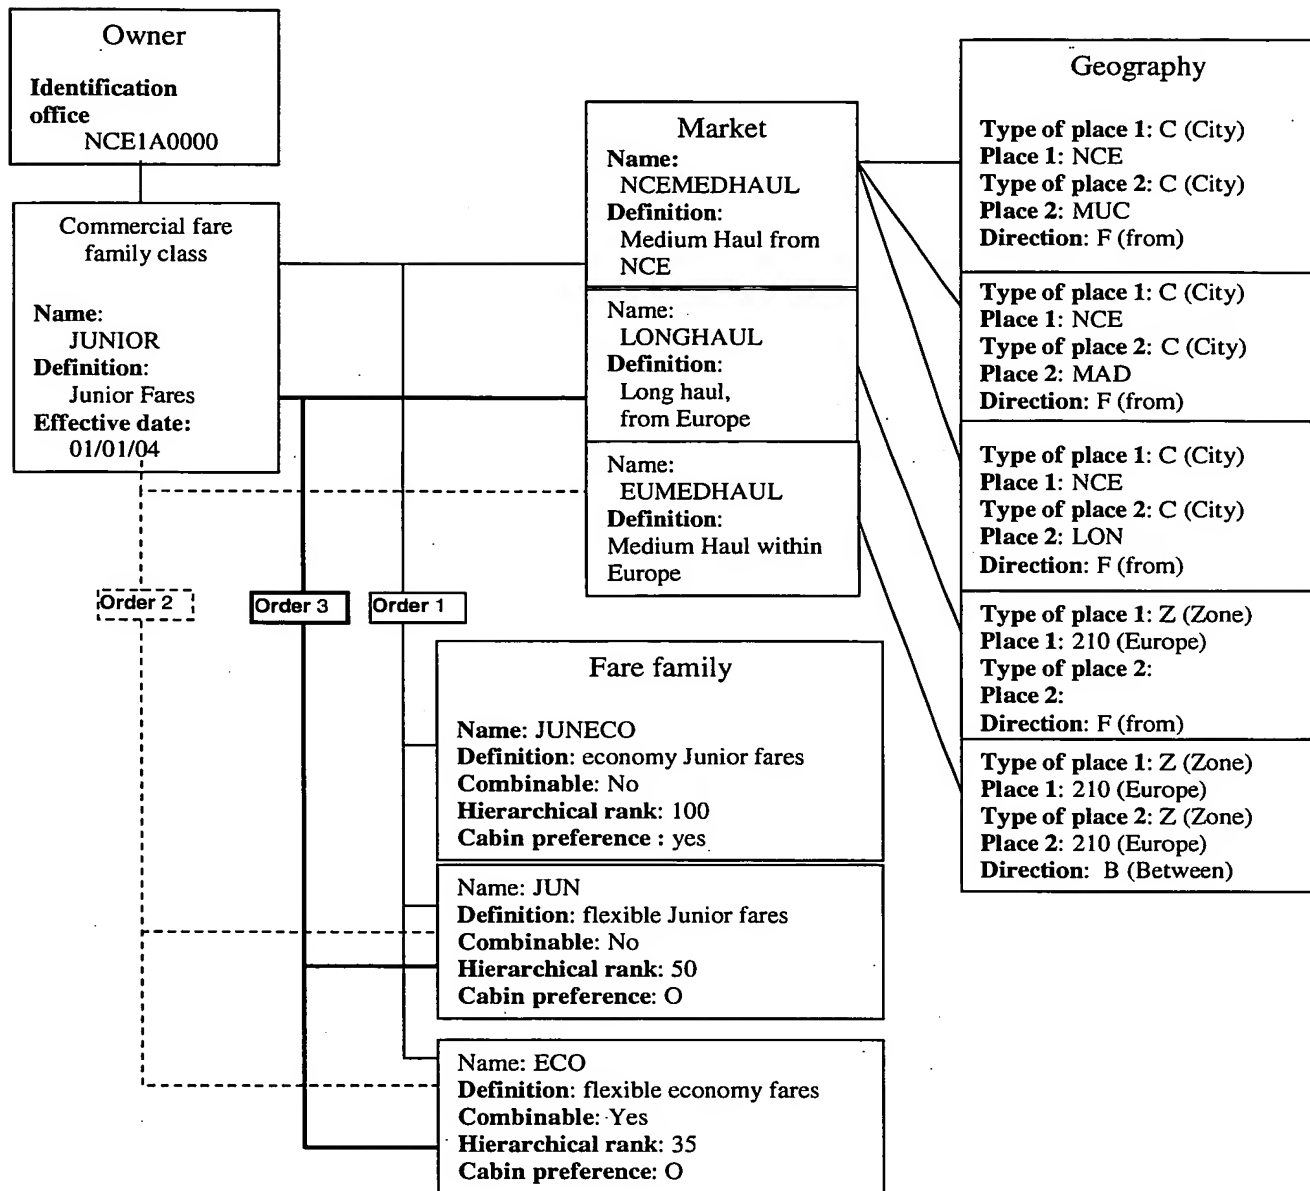 Owner
Identification
office
NCE1A0000
Commercial fare
family class
Name:
JUNIOR
Definition:
Junior Fares
Effective date:
01/01/04
Market
Name:
NCEMEDHAUL
Definition:
Medium Haul from
NCE
Name:
LONGHAUL
Definition:
Long haul,
from Europe
Name:
EUMEDHAUL
Definition:
Medium Haul within
Europe
Geography
Type of place 1: C (City)
Place 1: NCE
Type of place 2: C (City)
Place 2: MUC
Direction: F (from)
Type of place 1: C (City)
Place 1: NCE
Type of place 2: C (City)
Place 2: MAD
Direction: F (from)
Type of place 1: C (City)
Place 1: NCE
Type of place 2: C (City)
Place 2: LON
Direction: F (from)
Type of place 1: Z (Zone)
Place 1: 210 (Europe)
Type of place 2:
Place 2:
Direction: F (from)
Type of place 1: Z (Zone)
Place 1: 210 (Europe)
Type of place 2: Z (Zone)
Place 2: 210 (Europe)
Direction: B (Between)
Order 2
Order 3
Order 1
Fare family
Name: JUNECO
Definition: economy Junior fares
Combinable: No
Hierarchical rank: 100
Cabin preference : yes
Name: JUN
Definition: flexible Junior fares
Combinable: No
Hierarchical rank: 50
Cabin preference: O
Name: ECO
Definition: flexible economy fares
Combinable: Yes
Hierarchical rank: 35
Cabin preference: O